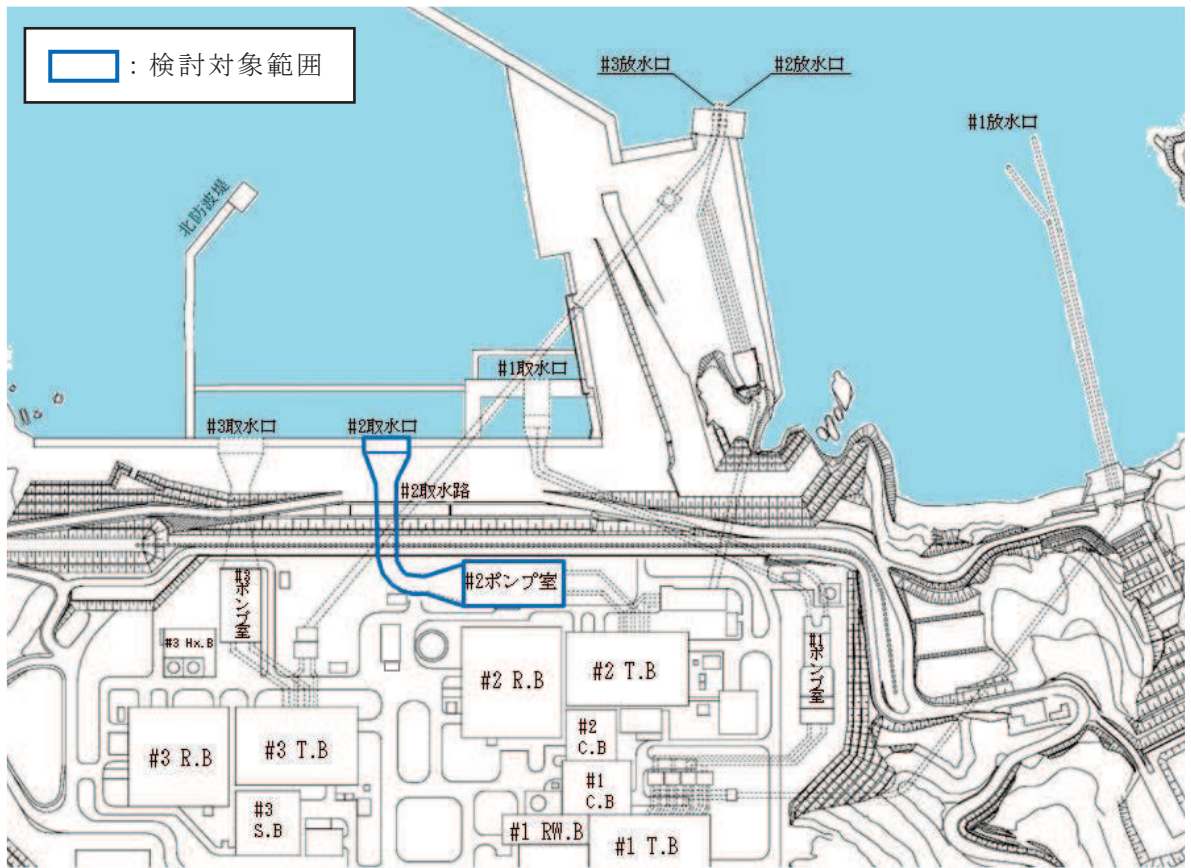 ：検討対象範囲
#3放水口
#2放水口
#1放水口
北防波堤
#1取水口
#3取水口
#2取水口
#2取水路
#3ポンプ室
#2ポンプ室
#1ポンプ室
#3 Hx.B
#2 R.B
#2 T.B
#3 R.B
#3 T.B
#2
C.B
#1
C.B
#3
S.B
#1 RW.B
#1 T.B